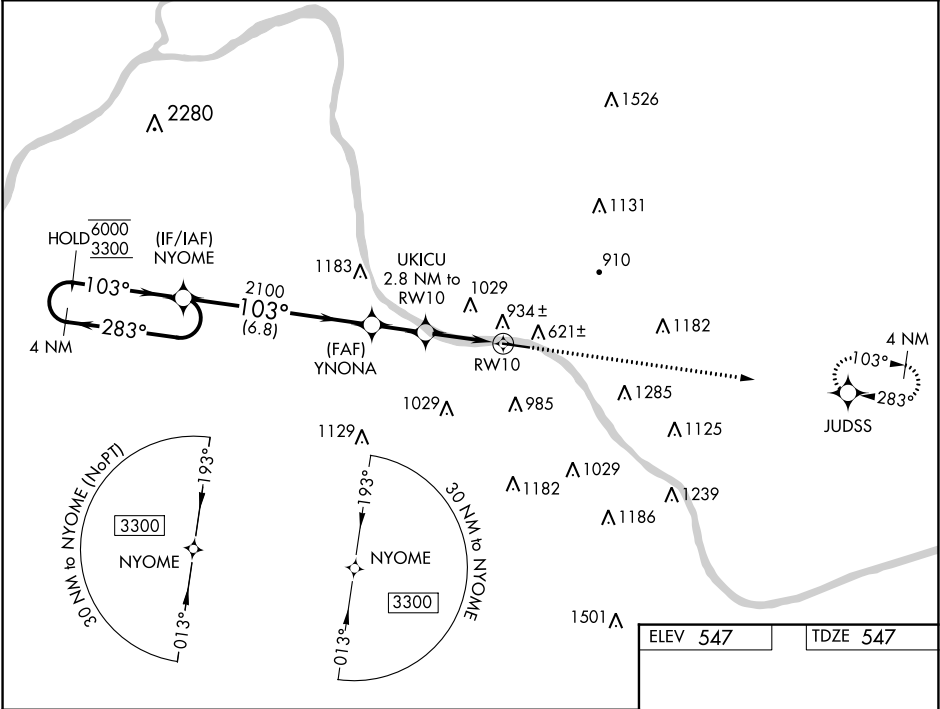 1526
2280
1131
HOLD 6000
3300
(IF/IAF)
NYOME
UKICU
2.8 NM to
RW10
910
1183
103°
2100
103°
(6.8)
1029
934±
621±
1182
283°
4 NM
(FAF)
YNONA
RW10
4 NM
103°
283°
JUDSS
1285
1029
985
1125
1129
1029
1182
1239
1186
30 NM to NYOME (NoPT)
193°
3300
NYOME
013°
193°
30 NM to NYOME
NYOME
3300
013°
1501
ELEV 547
TDZE 547